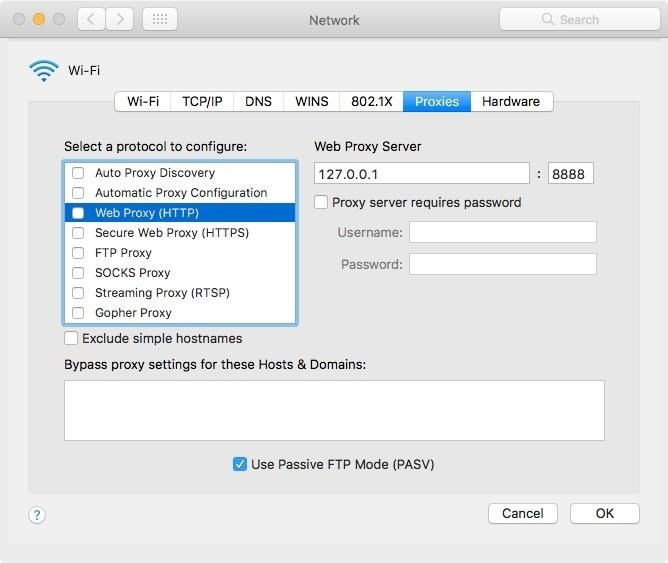 Network
Search
Wi-Fi
Wi-Fi TCP/IP DNS WINS 802.1X Proxies Hardware
Select a protocol to configure:
Auto Proxy Discovery
Automatic Proxy Configuration
Web Proxy (HTTP)
Secure Web Proxy (HTTPS)
FTP Proxy
SOCKS Proxy
Streaming Proxy (RTSP)
Gopher Proxy
Exclude simple hostnames
Web Proxy Server
127.0.0.1 : 8888
Proxy server requires password
Username:
Password:
Bypass proxy settings for these Hosts & Domains:
Use Passive FTP Mode (PASV)
?
Cancel OK